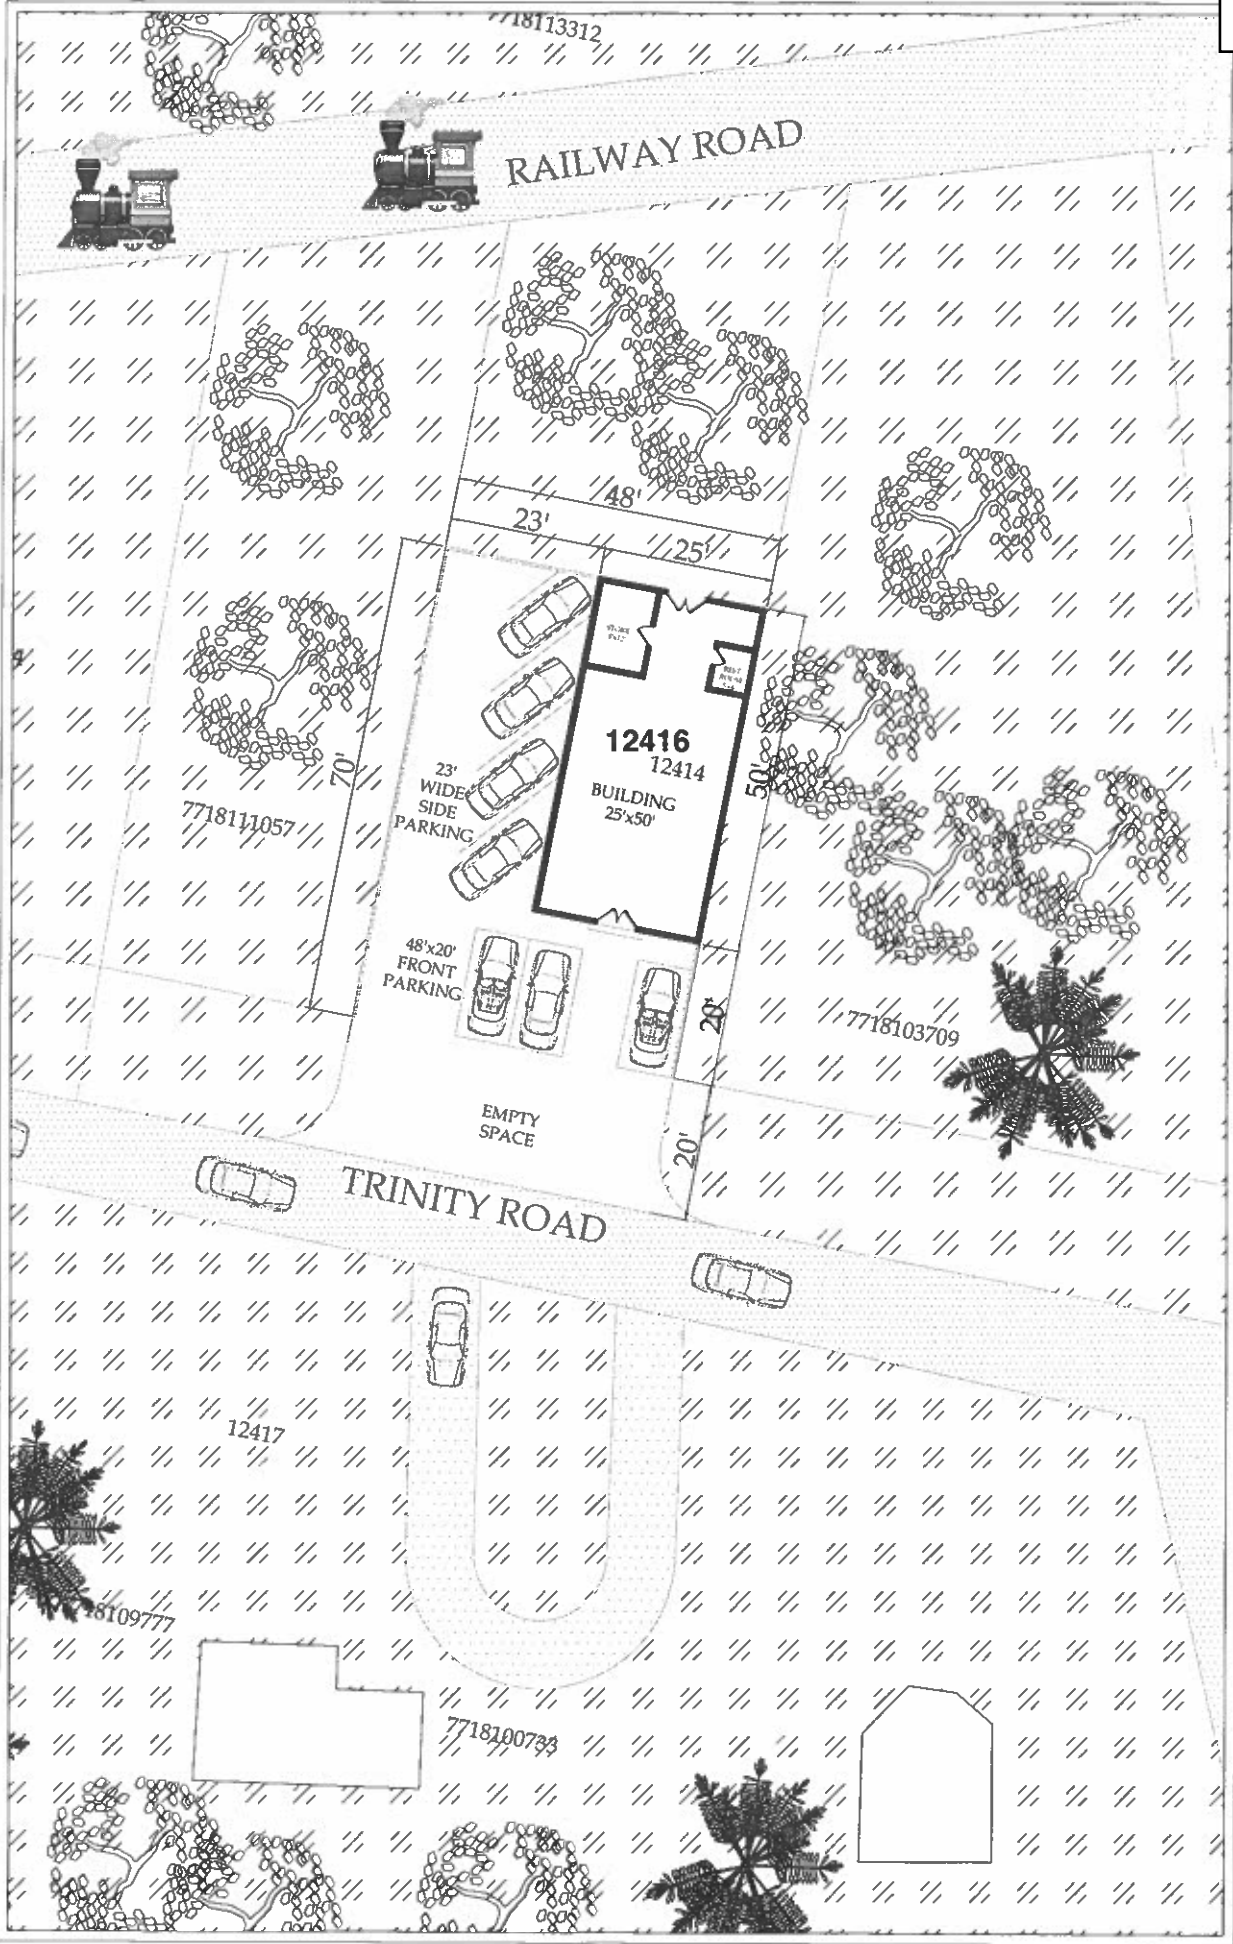 7718113312
RAILWAY ROAD
48'
23'
25'
12416
12414
BUILDING
25'x50'
50'
70'
23'
WIDE
SIDE
PARKING
7718111057
48'x20'
FRONT
PARKING
20'
7718103709
EMPTY
SPACE
20'
TRINITY ROAD
12417
18109777
7718100733